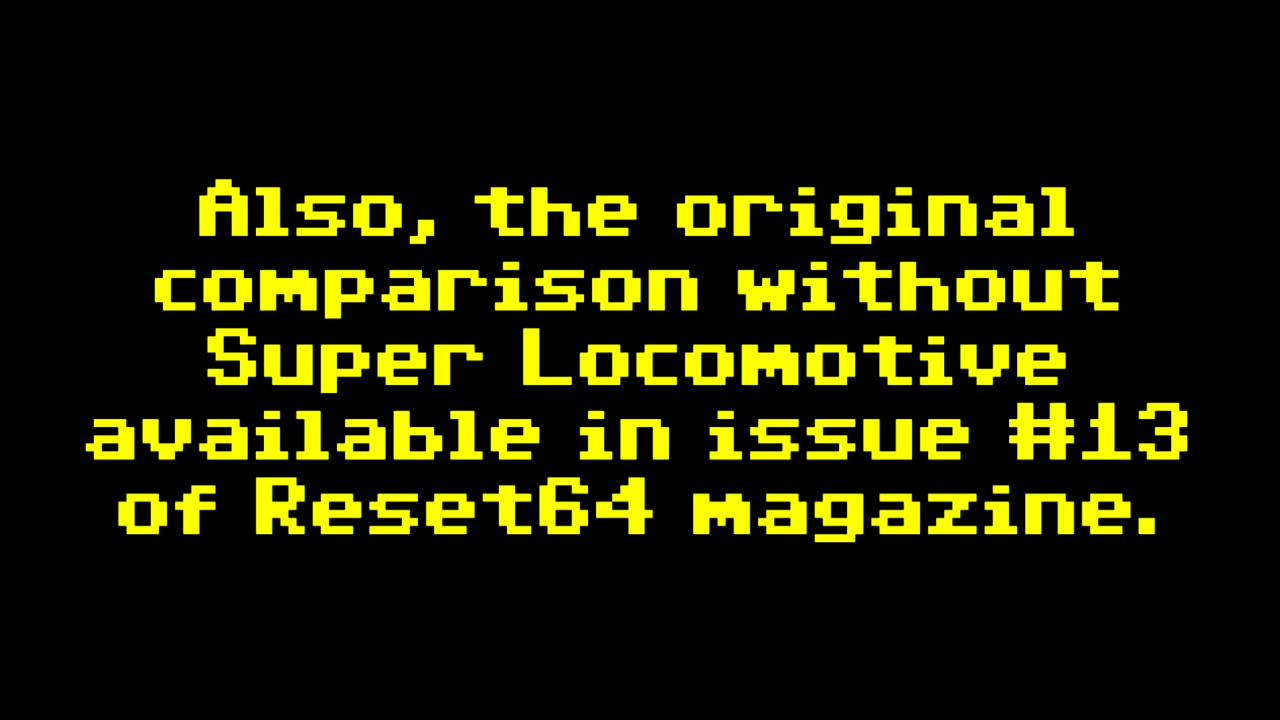 Also, the original
comparison without
Super Locomotive
available in issue #13
of Reset64 magazine.